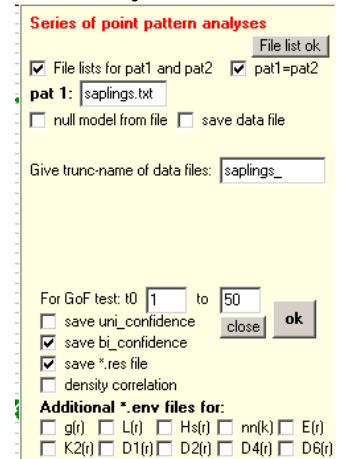 Series of point pattern analyses
File list ok
File lists for pat1 and pat2 pat1=pat2
pat 1: saplings.txt
null model from file save data file
Give trunc-name of data files: saplings_
For GoF test: t0 1 to 50
save uni_confidence close ok
save bi_confidence
save *.res file
density correlation
Additional *.env files for:
g(r) L(r) Hs(r) nn(k) E(r)
K2(r) D1(r) D2(r) D4(r) D6(r)